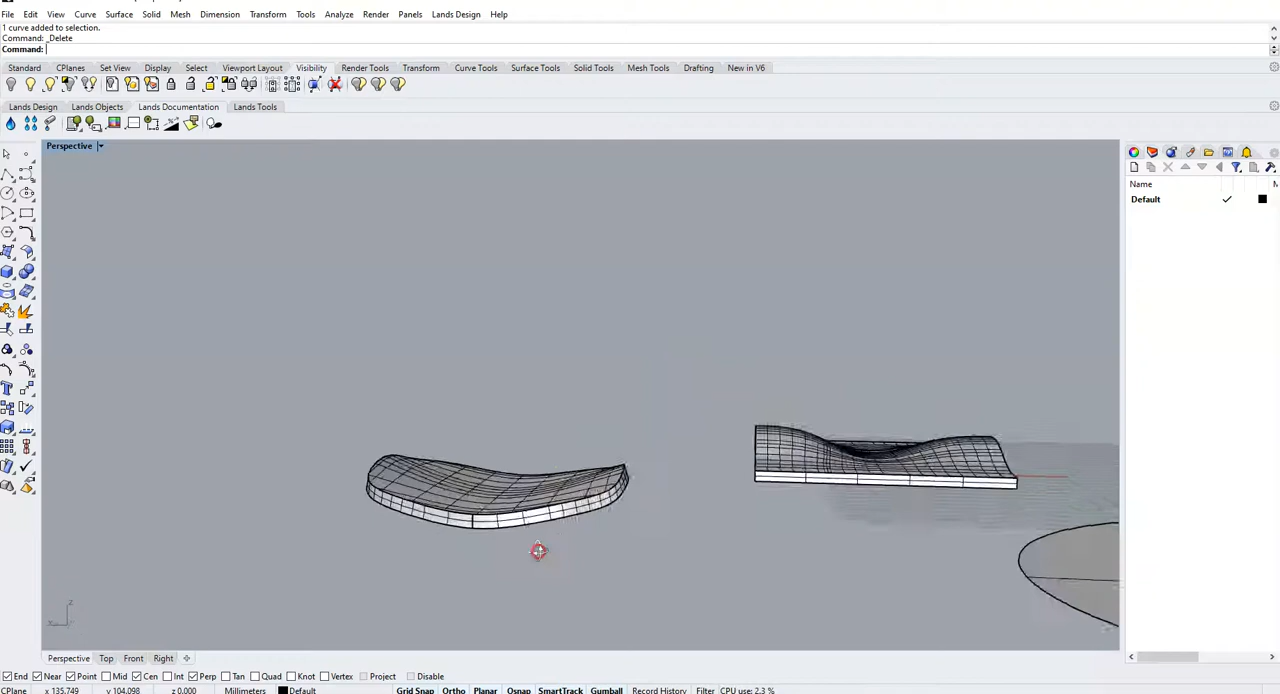 File Edit View Curve Surface Solid Mesh Dimension Transform Tools Analyze Render Panels Lands Design Help
1 curve added to selection.
Command: _Delete
Command:
Standard CPlanes Set View Display Select Viewport Layout Visibility Render Tools Transform Curve Tools Surface Tools Solid Tools Mesh Tools Drafting New in V6
Lands Design Lands Objects Lands Documentation Lands Tools
Perspective
Name M
Default
z
x
Perspective Top Front Right
End Near Point Mid Cen Int Perp Tan Quad Knot Vertex Project Disable
CPlane x 135.749 y 104.098 z 0.000 Millimeters Default Grid Snap Ortho Planar Osnap SmartTrack Gumball Record History Filter CPU use: 2.3 %